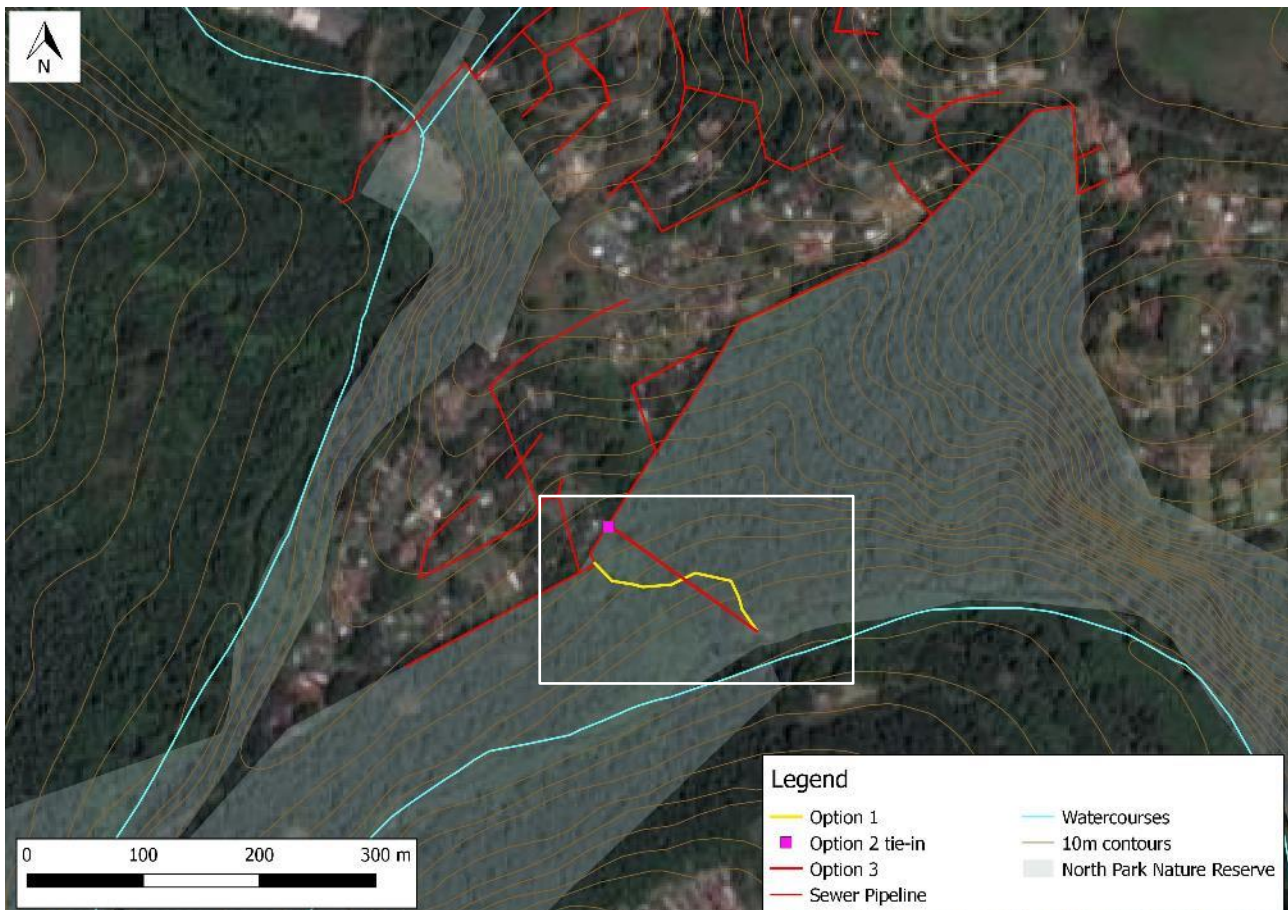 N
0 100 200 300 m
Legend
Option 1
Option 2 tie-in
Option 3
Sewer Pipeline
Watercourses
10m contours
North Park Nature Reserve